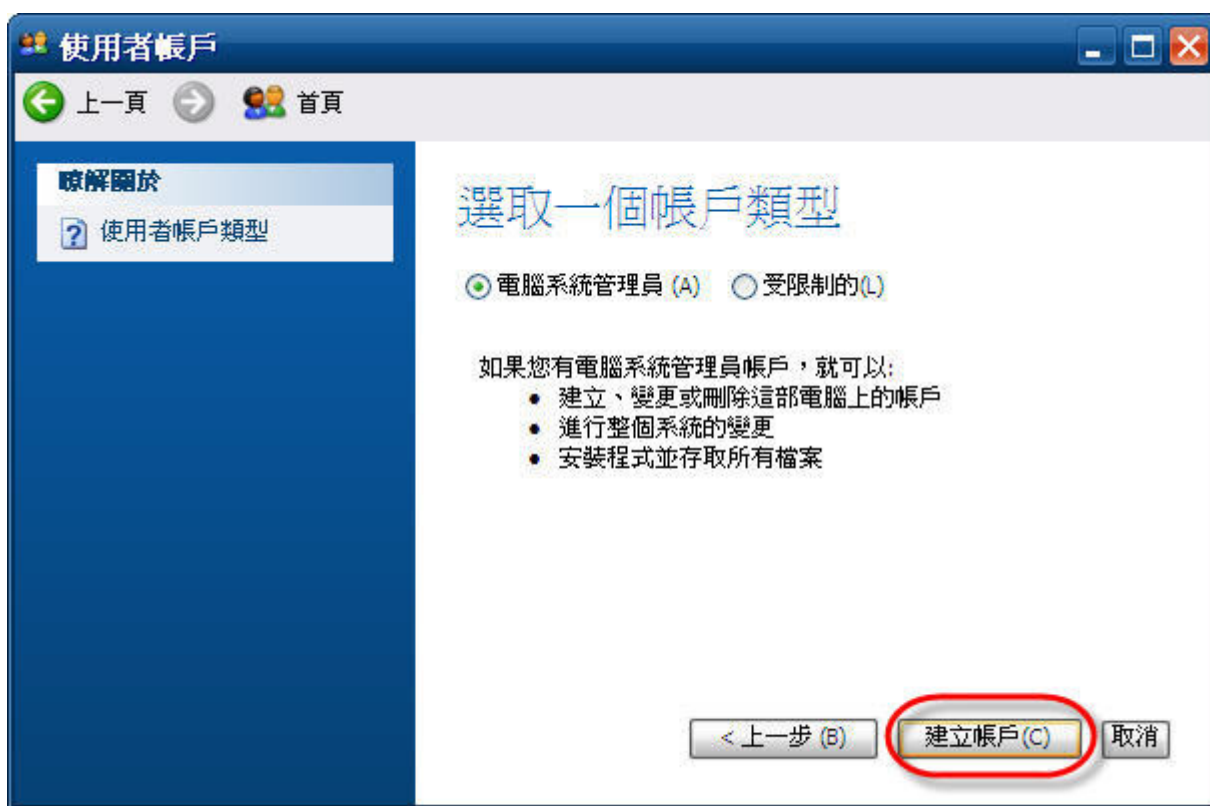 使用者帳戶
上一頁 首頁
瞭解關於
使用者帳戶類型
選取一個帳戶類型
電腦系統管理員 (A) 受限制的(L)
如果您有電腦系統管理員帳戶，就可以:
• 建立、變更或刪除這部電腦上的帳戶
• 進行整個系統的變更
• 安裝程式並存取所有檔案
< 上一步 (B) 建立帳戶(C) 取消